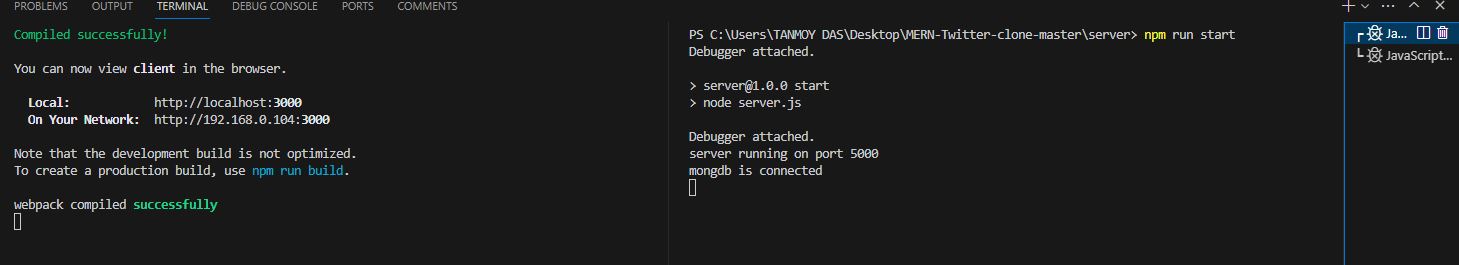 PROBLEMS OUTPUT TERMINAL DEBUG CONSOLE PORTS COMMENTS
Compiled successfully!
You can now view client in the browser.
Local: http://localhost:3000
On Your Network: http://192.168.0.104:3000
Note that the development build is not optimized.
To create a production build, use npm run build.
webpack compiled successfully
PS C:\Users\TANMOY DAS\Desktop\MERN-Twitter-clone-master\server> npm run start
Debugger attached.
> server@1.0.0 start
> node server.js
Debugger attached.
server running on port 5000
mongdb is connected
Ja...
JavaScript...